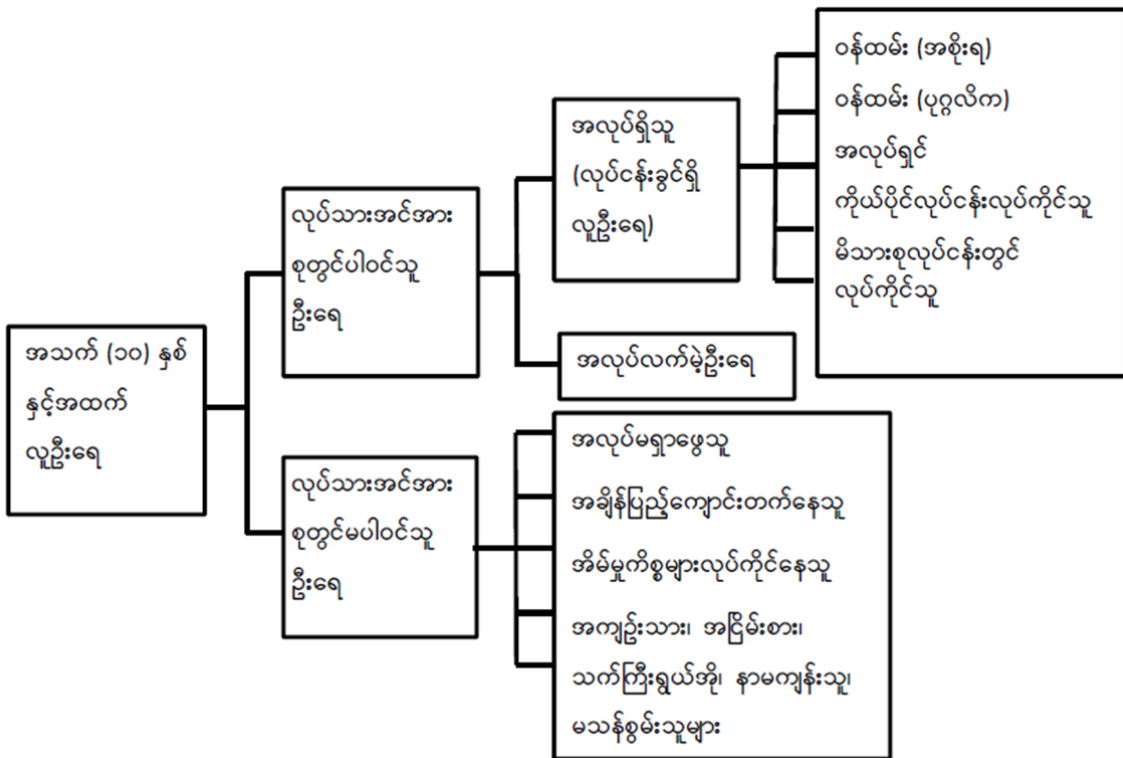 အသက် (၁၀) နှစ်
နှင့်အထက်
လူဦးရေ
လုပ်သားအင်အား
စုတွင်ပါဝင်သူ
ဦးရေ
အလုပ်ရှိသူ
(လုပ်ငန်းခွင်ရှိ
လူဦးရေ)
ဝန်ထမ်း (အစိုးရ)
ဝန်ထမ်း (ပုဂ္ဂလိက)
အလုပ်ရှင်
ကိုယ်ပိုင်လုပ်ငန်းလုပ်ကိုင်သူ
မိသားစုလုပ်ငန်းတွင်
လုပ်ကိုင်သူ
အလုပ်လက်မဲ့ဦးရေ
လုပ်သားအင်အား
စုတွင်မပါဝင်သူ
ဦးရေ
အလုပ်မရှာဖွေသူ
အချိန်ပြည့်ကျောင်းတက်နေသူ
အိမ်မှုကိစ္စများလုပ်ကိုင်နေသူ
အကျဉ်းသား၊ အငြိမ်းစား၊
သက်ကြီးရွယ်အို၊ နာမကျန်းသူ၊
မသန်စွမ်းသူများ